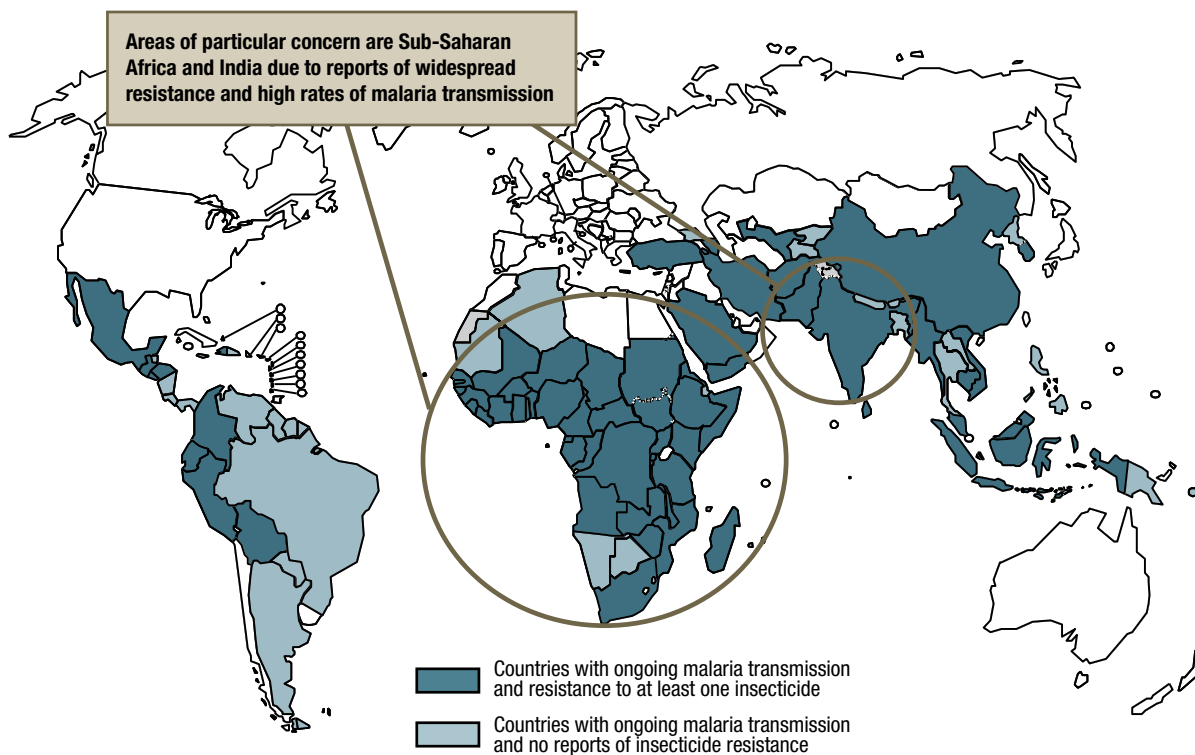 Areas of particular concern are Sub-Saharan
Africa and India due to reports of widespread
resistance and high rates of malaria transmission
Countries with ongoing malaria transmission
and resistance to at least one insecticide
Countries with ongoing malaria transmission
and no reports of insecticide resistance